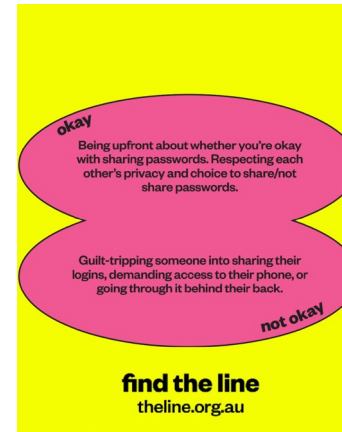 okay
Being upfront about whether you're okay
with sharing passwords. Respecting each
other's privacy and choice to share/not
share passwords.
Guilt-tripping someone into sharing their
logins, demanding access to their phone, or
going through it behind their back.
not okay
find the line
theline.org.au